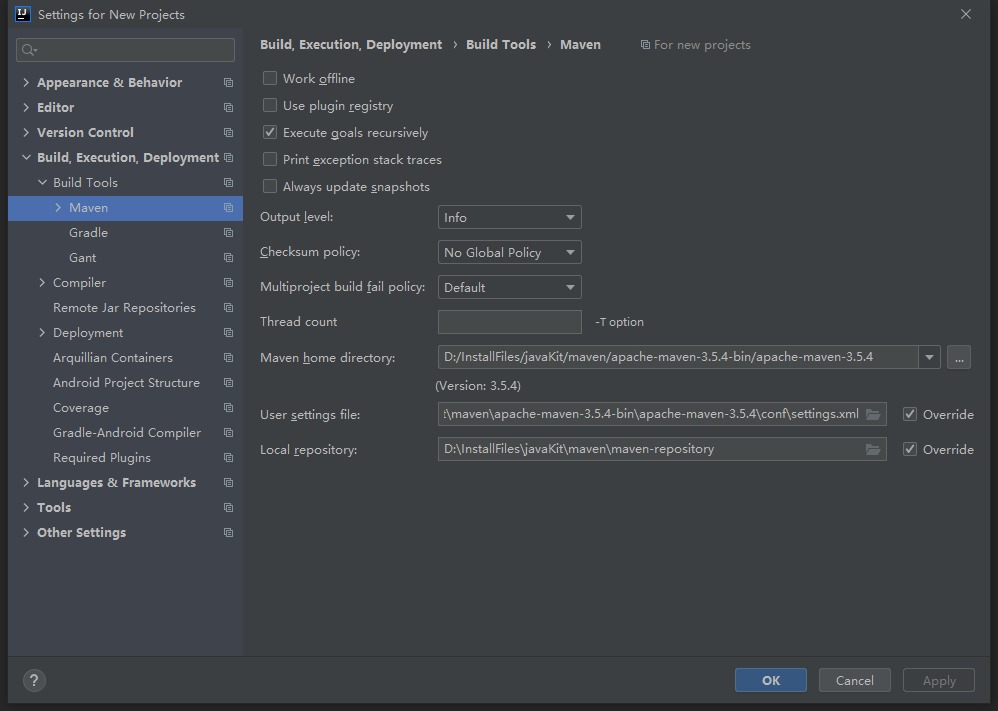 Settings for New Projects
Build, Execution, Deployment › Build Tools › Maven For new projects
Appearance & Behavior
Editor
Version Control
Build, Execution, Deployment
Build Tools
Maven
Gradle
Gant
Compiler
Remote Jar Repositories
Deployment
Arquillian Containers
Android Project Structure
Coverage
Gradle-Android Compiler
Required Plugins
Languages & Frameworks
Tools
Other Settings
Work offline
Use plugin registry
Execute goals recursively
Print exception stack traces
Always update snapshots
Output level: Info
Checksum policy: No Global Policy
Multiproject build fail policy: Default
Thread count -T option
Maven home directory: D:/InstallFiles/javaKit/maven/apache-maven-3.5.4-bin/apache-maven-3.5.4 ...
(Version: 3.5.4)
User settings file: :\maven\apache-maven-3.5.4-bin\apache-maven-3.5.4\conf\settings.xml Override
Local repository: D:\InstallFiles\javaKit\maven\maven-repository Override
? OK Cancel Apply